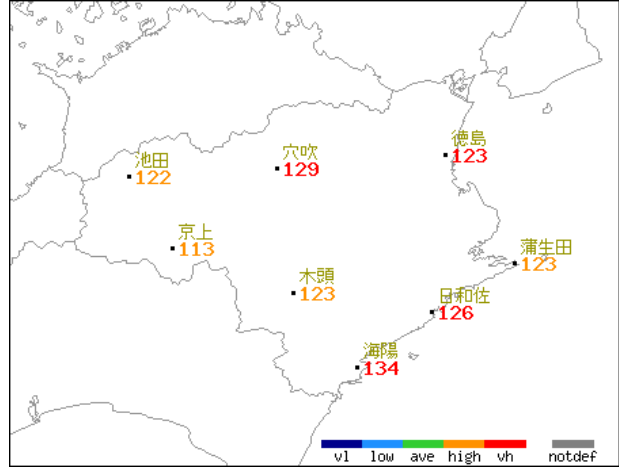 徳島
123
池田
122
穴吹
129
京上
113
蒲生田
123
木頭
123
日和佐
126
海陽
134
vl low ave high vh notdef